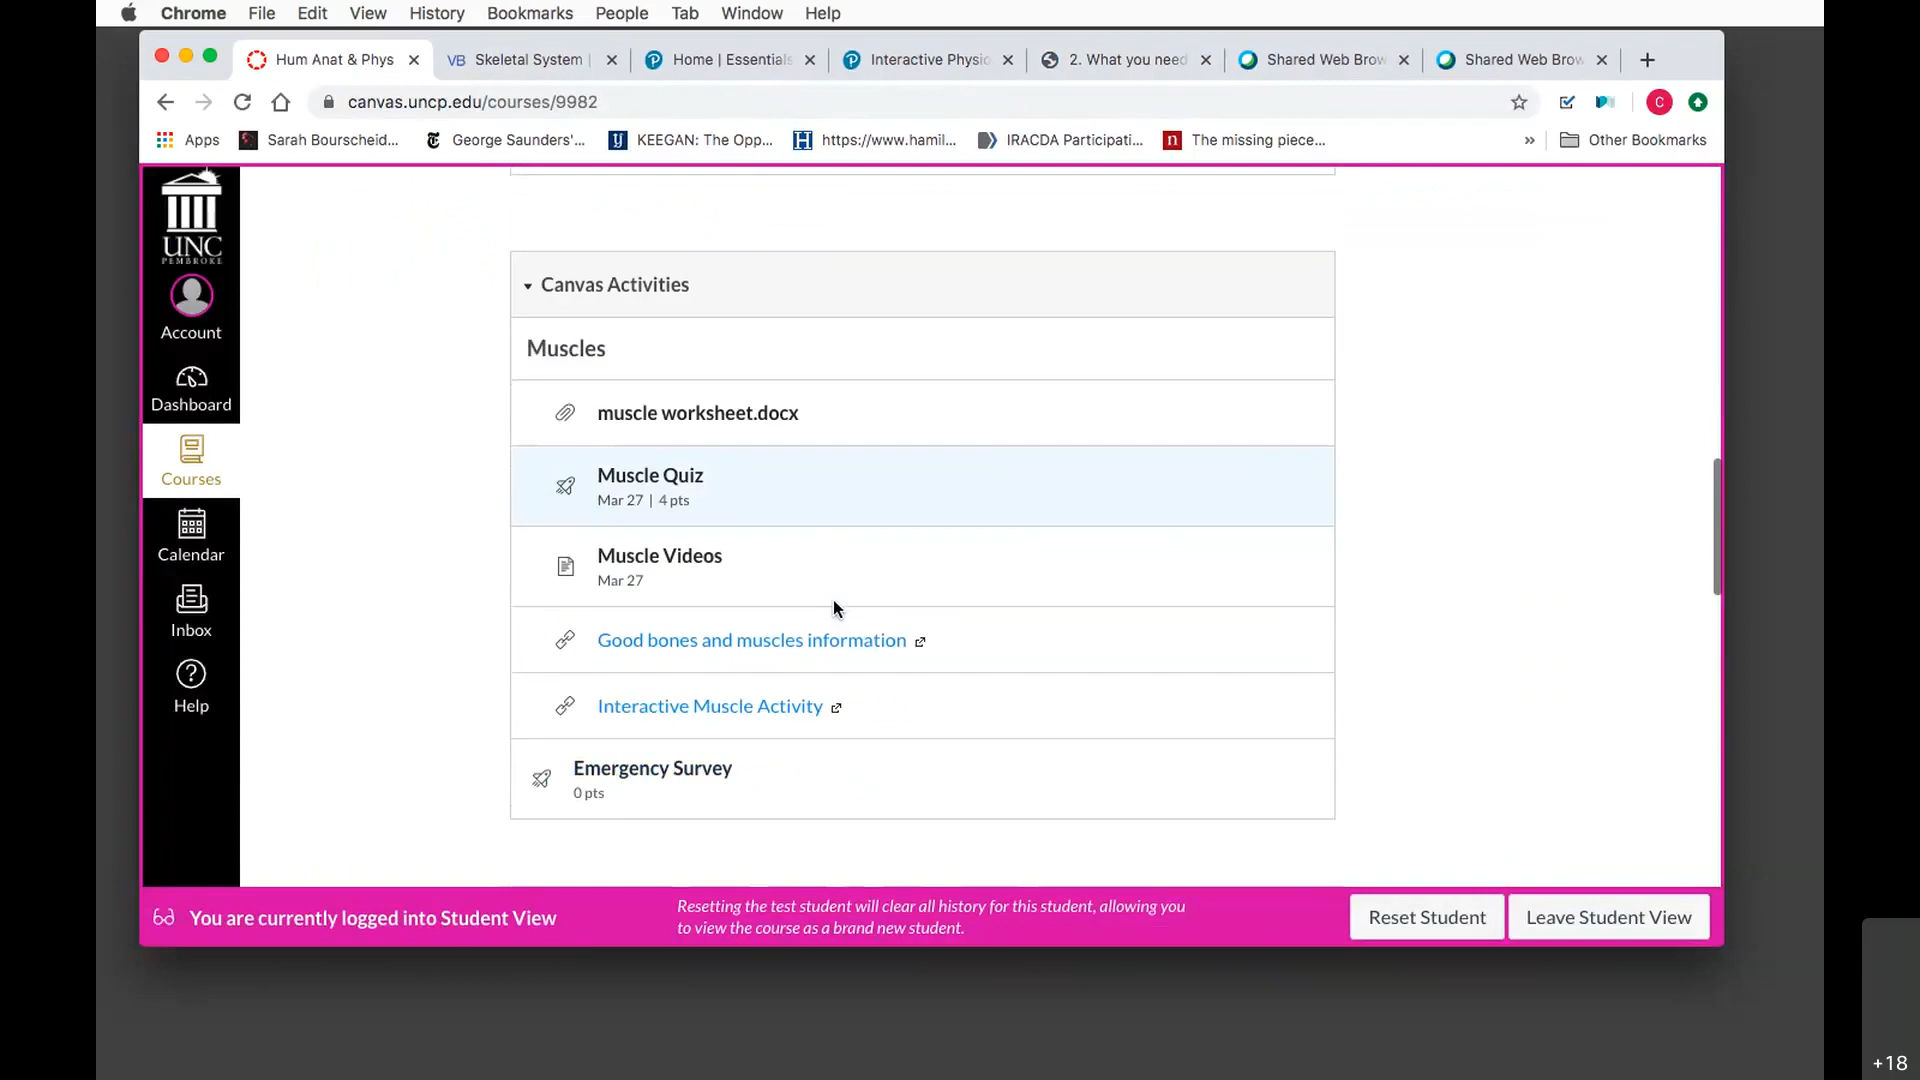 Chrome File Edit View History Bookmarks People Tab Window Help
Hum Anat & Phys
VB Skeletal System |
Home | Essentials
Interactive Physio
2. What you need
Shared Web Brow
Shared Web Brow
canvas.uncp.edu/courses/9982
C
Apps
Sarah Bourscheid...
George Saunders'...
KEEGAN: The Opp...
https://www.hamil...
IRACDA Participati...
The missing piece...
» Other Bookmarks
UNC
PEMBROKE
Account
Dashboard
Courses
Calendar
Inbox
Help
Canvas Activities
Muscles
muscle worksheet.docx
Muscle Quiz
Mar 27 | 4 pts
Muscle Videos
Mar 27
Good bones and muscles information
Interactive Muscle Activity
Emergency Survey
0 pts
You are currently logged into Student View
Resetting the test student will clear all history for this student, allowing you
to view the course as a brand new student.
Reset Student
Leave Student View
+18